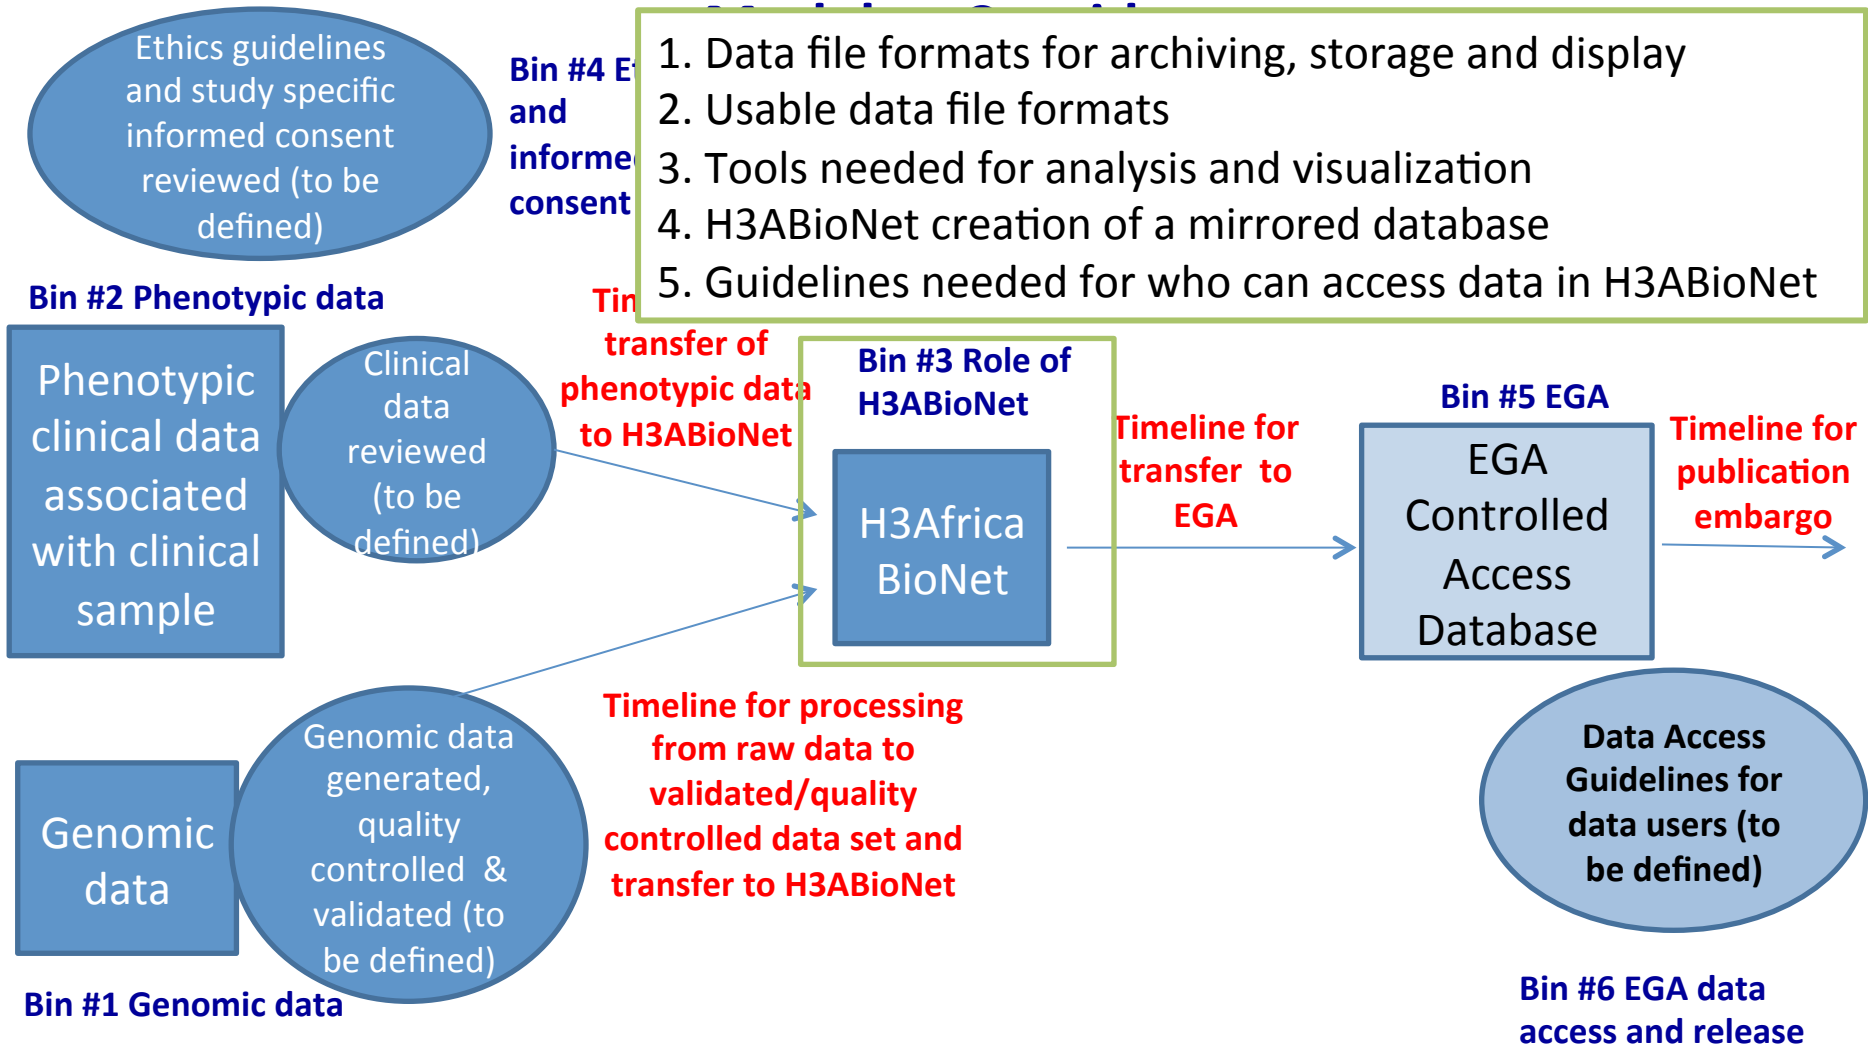 Ethics guidelines
and study specific
informed consent
reviewed (to be
defined)
Bin #4
and
consent
1. Data file formats for archiving, storage and display
2. Usable data file formats
3. Tools needed for analysis and visualization
4. H3ABioNet creation of a mirrored database
5. Guidelines needed for who can access data in H3ABioNet
Bin #2 Phenotypic data
Phenotypic
clinical data
associated
with clinical
sample
Clinical
data
reviewed
(to be
defined)
transfer of
phenotypic data
to H3ABioNet
Bin #3 Role of
H3ABioNet
H3Africa
BioNet
Timeline for
transfer to
EGA
Bin #5 EGA
EGA
Controlled
Access
Database
Timeline for
publication
embargo
Genomic
data
Genomic data
generated,
quality
controlled &
validated (to
be defined)
Bin #1 Genomic data
Timeline for processing
from raw data to
validated/quality
controlled data set and
transfer to H3ABioNet
Data Access
Guidelines for
data users (to
be defined)
Bin #6 EGA data
access and release